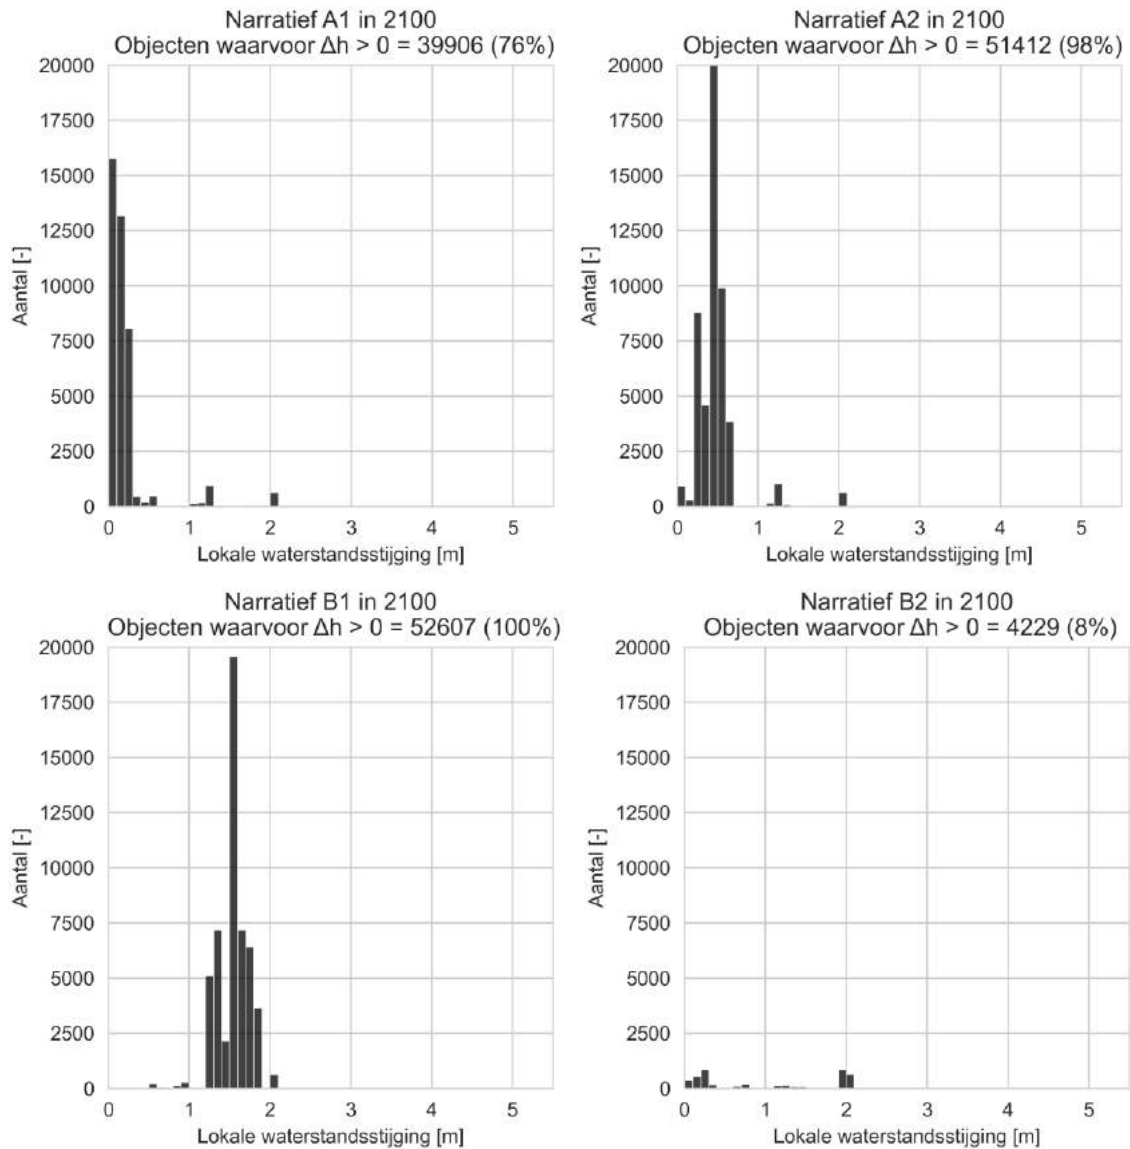 Narratief A1 in 2100
Objecten waarvoor Δh > 0 = 39906 (76%)
20000
17500
15000
12500
10000
7500
5000
2500
0
Aantal [-]
0 1 2 3 4 5
Lokale waterstandsstijging [m]
Narratief A2 in 2100
Objecten waarvoor Δh > 0 = 51412 (98%)
20000
17500
15000
12500
10000
7500
5000
2500
0
Aantal [-]
0 1 2 3 4 5
Lokale waterstandsstijging [m]
Narratief B1 in 2100
Objecten waarvoor Δh > 0 = 52607 (100%)
20000
17500
15000
12500
10000
7500
5000
2500
0
Aantal [-]
0 1 2 3 4 5
Lokale waterstandsstijging [m]
Narratief B2 in 2100
Objecten waarvoor Δh > 0 = 4229 (8%)
20000
17500
15000
12500
10000
7500
5000
2500
0
Aantal [-]
0 1 2 3 4 5
Lokale waterstandsstijging [m]